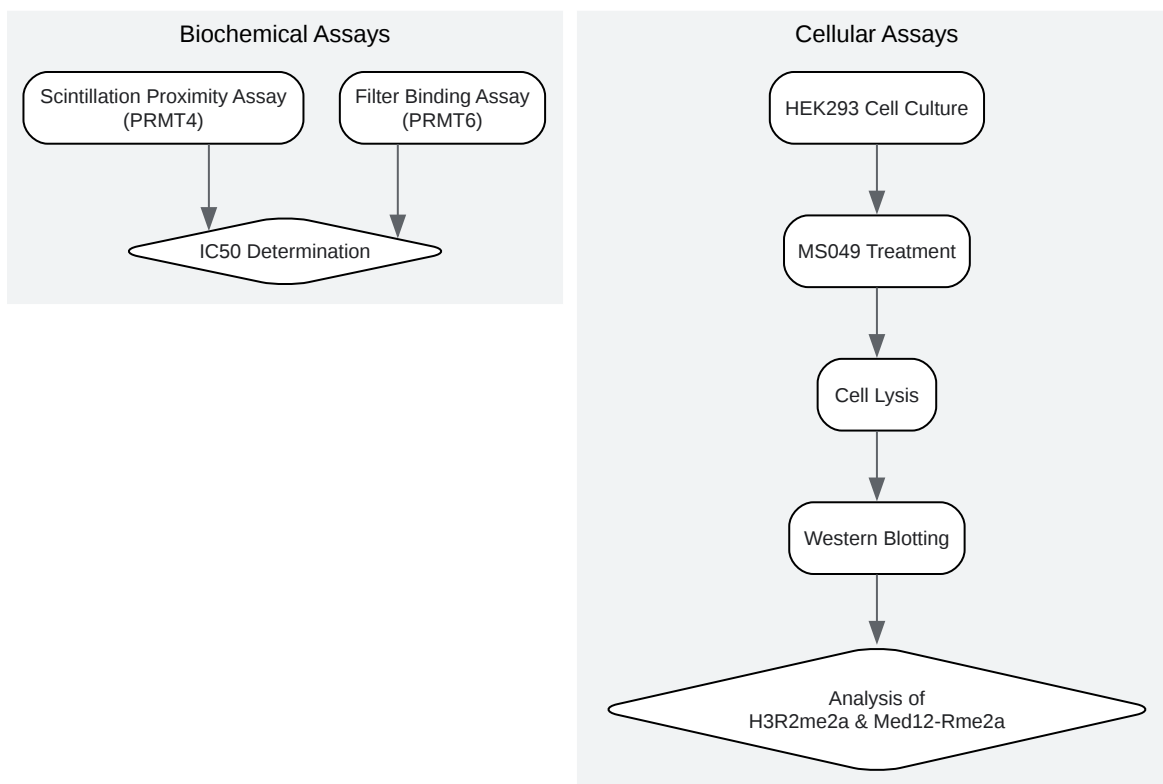 Biochemical Assays
Scintillation Proximity Assay
(PRMT4)
Filter Binding Assay
(PRMT6)
IC50 Determination
Cellular Assays
HEK293 Cell Culture
MS049 Treatment
Cell Lysis
Western Blotting
Analysis of
H3R2me2a & Med12-Rme2a